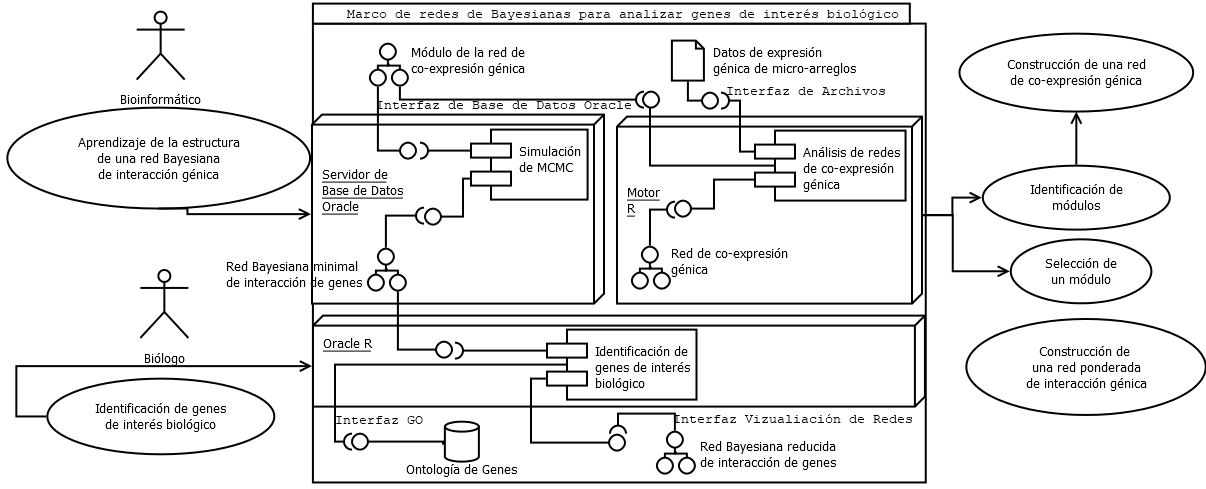 Marco de redes de Bayesianas para analizar genes de interés biológico
Bioinformático
Aprendizaje de la estructura
de una red Bayesiana
de interacción génica
Módulo de la red de
co-expresión génica
Datos de expresión
génica de micro-arreglos
Interfaz de Base de Datos Oracle
Interfaz de Archivos
Construcción de una red
de co-expresión génica
Simulación
de MCMC
Servidor de
Base de Datos
Oracle
Análisis de redes
de co-expresión
génica
Motor
R
Identificación de
módulos
Red Bayesiana minimal
de interacción de genes
Red de co-expresión
génica
Selección de
un módulo
Biólogo
Oracle R
Identificación de
genes de interés
biológico
Construcción de
una red ponderada
de interacción génica
Identificación de genes
de interés biológico
Interfaz GO
Interfaz Vizualiación de Redes
Ontología de Genes
Red Bayesiana reducida
de interacción de genes